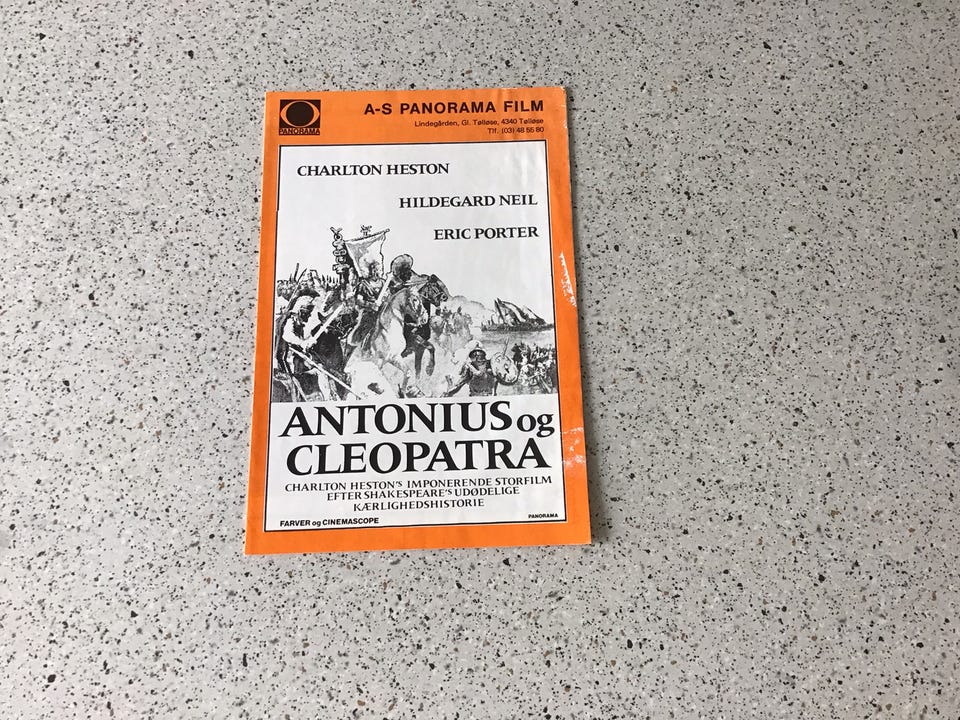 PANORAMA
A-S PANORAMA FILM
Lindegården, Gl. Tølløse, 4340 Tølløse
Tlf. (03) 48 55 80
CHARLTON HESTON
HILDEGARD NEIL
ERIC PORTER
ANTONIUS og
CLEOPATRA
CHARLTON HESTON'S IMPONERENDE STORFILM
EFTER SHAKESPEARE'S UDØDELIGE
KÆRLIGHEDSHISTORIE
FARVER og CINEMASCOPE
PANORAMA